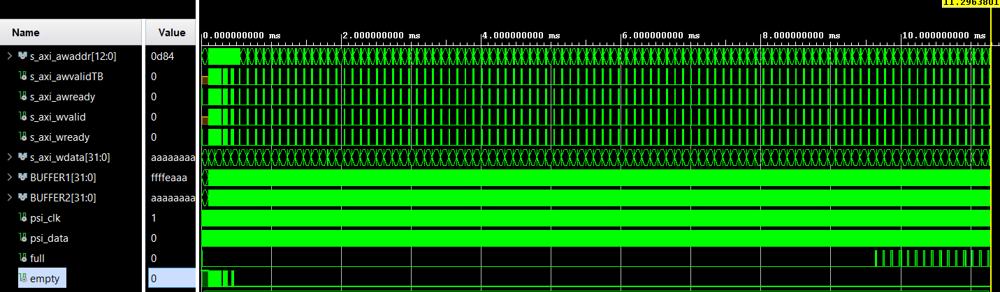 11.2963801
Name Value
0.000000000 ms 2.000000000 ms 4.000000000 ms 6.000000000 ms 8.000000000 ms 10.000000000 ms
s_axi_awaddr[12:0] 0d84
s_axi_awvalidTB 0
s_axi_awready 0
s_axi_wvalid 0
s_axi_wready 0
s_axi_wdata[31:0] aaaaaaaa
BUFFER1[31:0] ffffeaaa
BUFFER2[31:0] aaaaaaaa
psi_clk 1
psi_data 0
full 0
empty 0